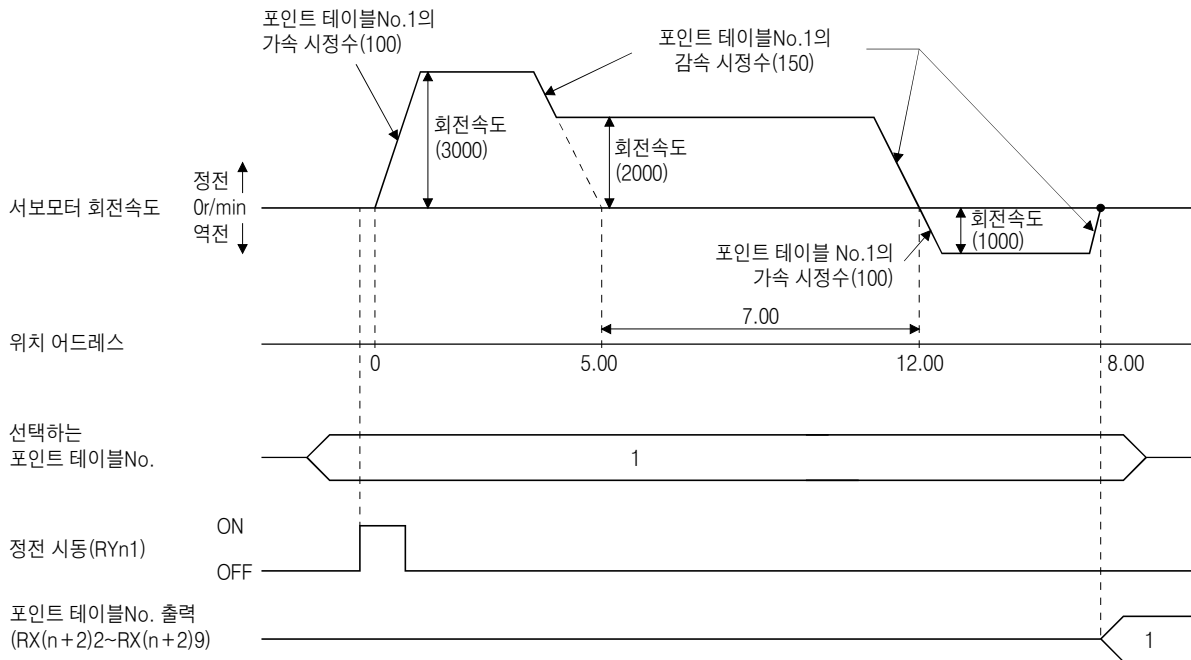 포인트 테이블No.1의
가속 시정수(100)
포인트 테이블No.1의
감속 시정수(150)
회전속도
(3000)
회전속도
(2000)
정전
서보모터 회전속도
0r/min
역전
회전속도
(1000)
포인트 테이블 No.1의
가속 시정수(100)
7.00
위치 어드레스
0
5.00
12.00
8.00
선택하는
포인트 테이블No.
1
ON
정전 시동(RYn1)
OFF
포인트 테이블No. 출력
(RX(n+2)2~RX(n+2)9)
1